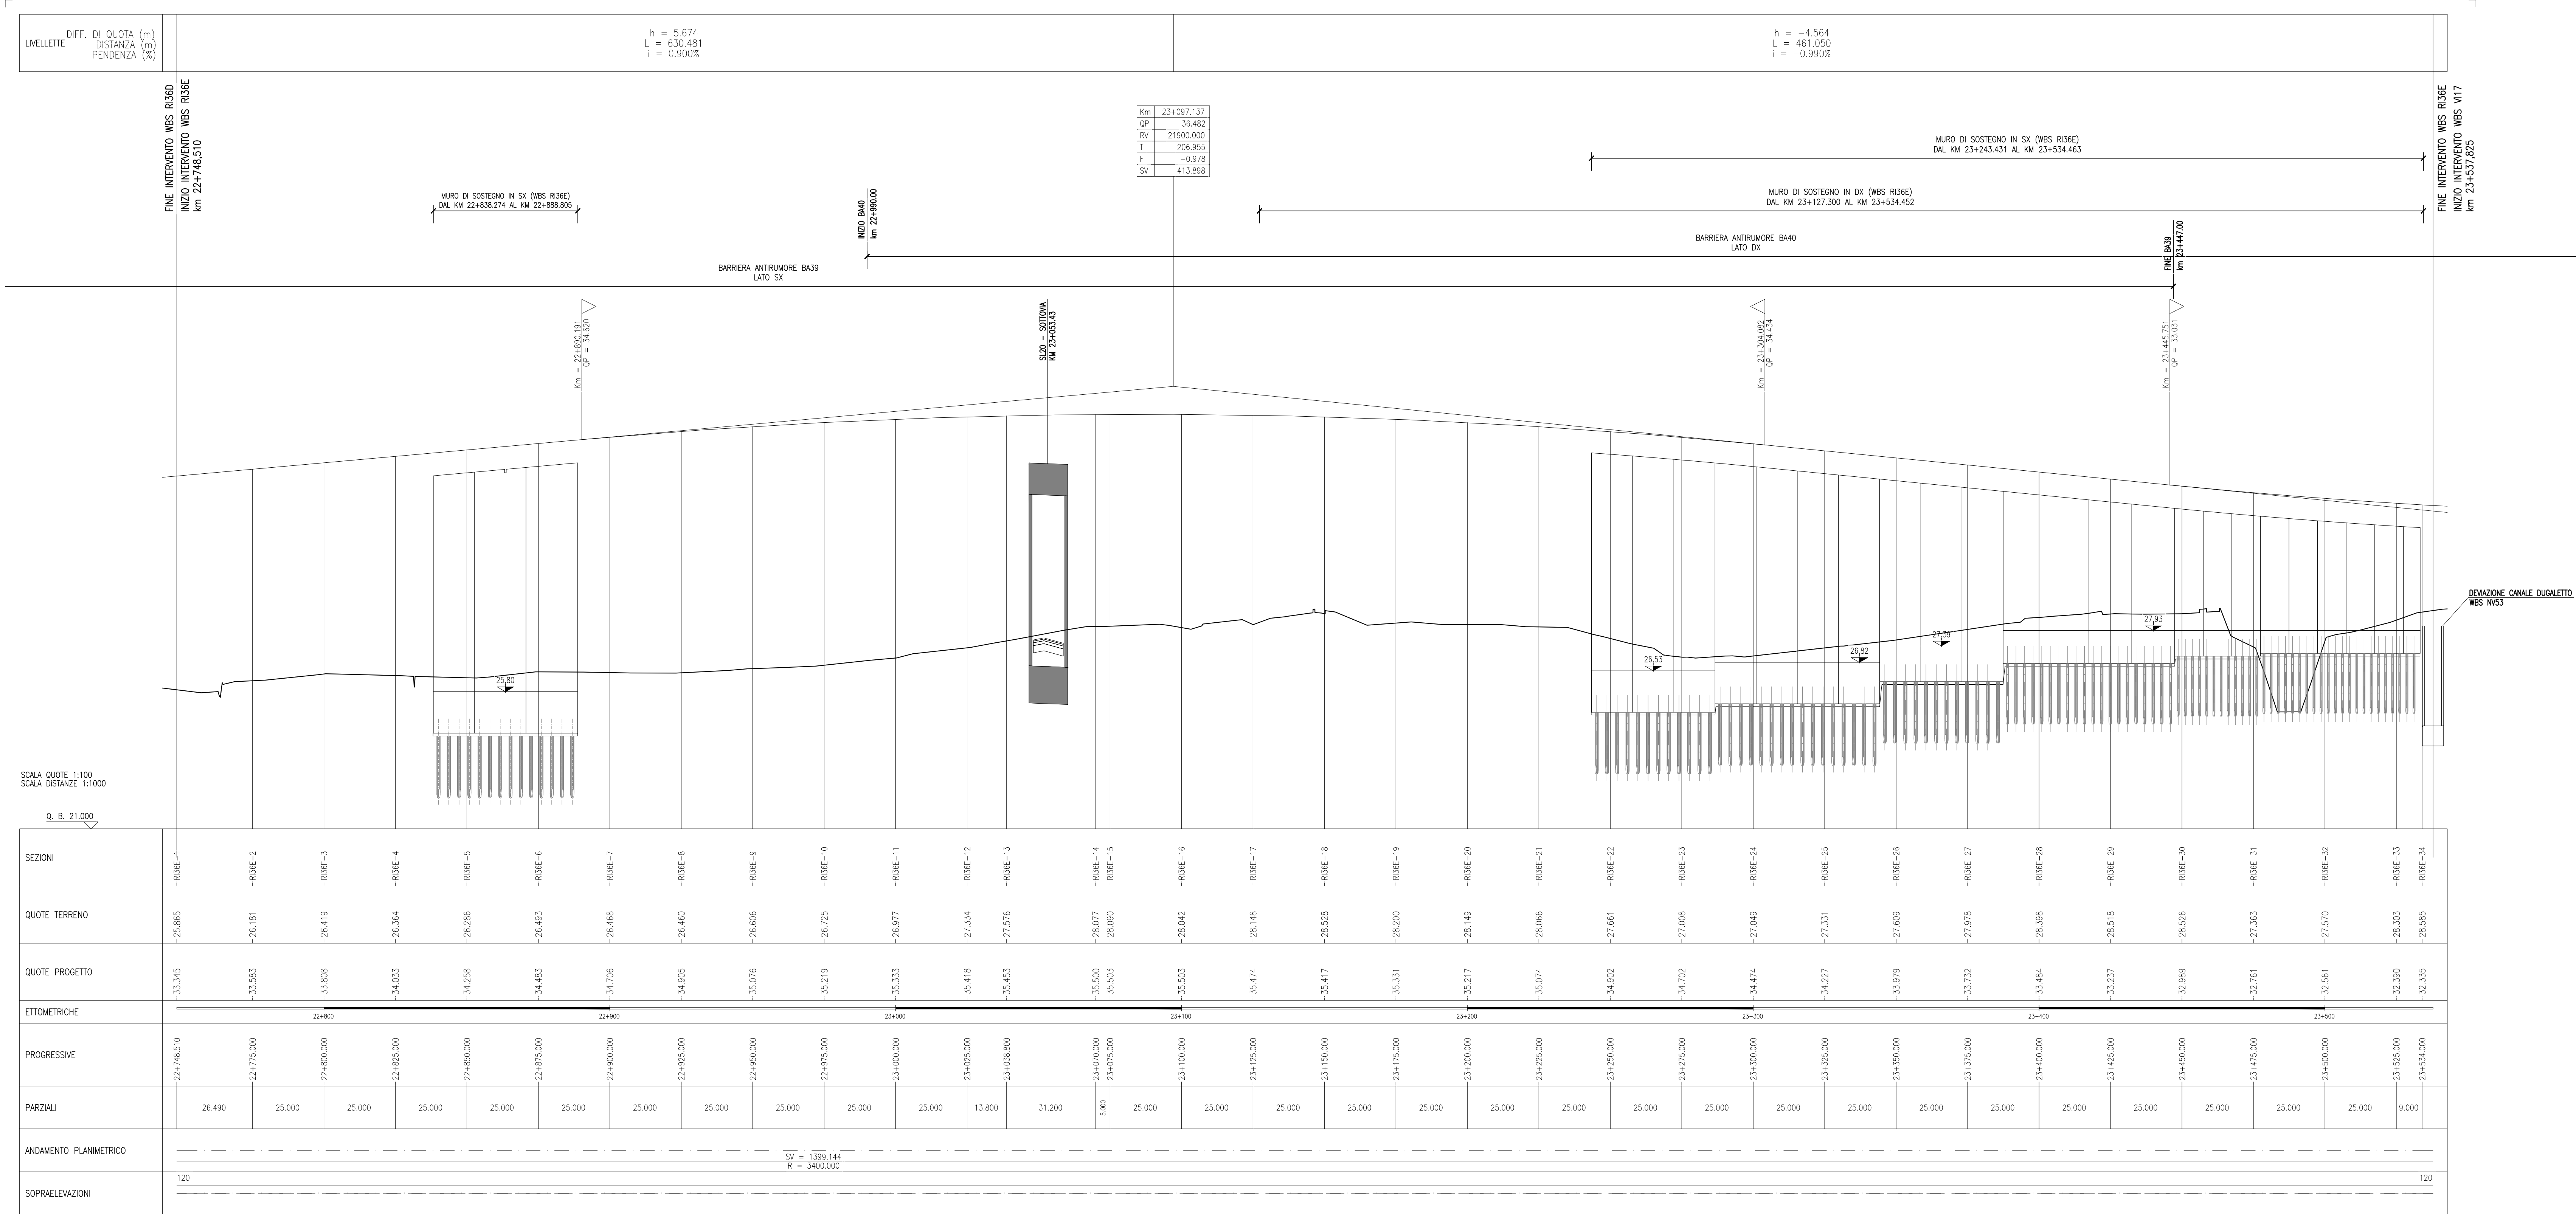 LIVELLETTE
DIFF. DI QUOTA (m)
DISTANZA (m)
PENDENZA (%)
h = 5.674
L = 630.481
i = 0.900%
h = -4.564
L = 461.050
i = -0.990%
FINE INTERVENTO WBS RI36D
INIZIO INTERVENTO WBS RI36E
km 22+748,510
FINE INTERVENTO WBS RI36E
INIZIO INTERVENTO WBS VI17
km 23+537,825
Km 23+097.137
QP 36.482
RV 21900.000
T 206.955
F -0.978
SV 413.898
MURO DI SOSTEGNO IN SX (WBS RI36E)
DAL KM 23+243.431 AL KM 23+534.463
MURO DI SOSTEGNO IN SX (WBS RI36E)
DAL KM 22+838.274 AL KM 22+888.805
MURO DI SOSTEGNO IN DX (WBS RI36E)
DAL KM 23+127.300 AL KM 23+534.452
INIZIO BA40
km 22+990.00
BARRIERA ANTIRUMORE BA40
LATO DX
FINE BA39
km 23+447.00
BARRIERA ANTIRUMORE BA39
LATO SX
Km = 22+890.191
QP = 34.620
SL20 - SOTTOVIA
KM 23+053.43
Km = 23+304.082
QP = 34.434
Km = 23+445.751
QP = 33.031
DEVIAZIONE CANALE DUGALETTO
WBS NV53
25,80
26,53
26,82
27,39
27,93
SCALA QUOTE 1:100
SCALA DISTANZE 1:1000
Q. B. 21.000
SEZIONI
RI36E-1 RI36E-2 RI36E-3 RI36E-4 RI36E-5 RI36E-6 RI36E-7 RI36E-8 RI36E-9 RI36E-10 RI36E-11 RI36E-12 RI36E-13 RI36E-14 RI36E-15 RI36E-16 RI36E-17 RI36E-18 RI36E-19 RI36E-20 RI36E-21 RI36E-22 RI36E-23 RI36E-24 RI36E-25 RI36E-26 RI36E-27 RI36E-28 RI36E-29 RI36E-30 RI36E-31 RI36E-32 RI36E-33 RI36E-34
QUOTE TERRENO
25.865 26.181 26.419 26.364 26.286 26.493 26.468 26.460 26.606 26.725 26.977 27.334 27.576 28.077 28.090 28.042 28.148 28.528 28.200 28.149 28.066 27.661 27.008 27.049 27.331 27.609 27.978 28.398 28.518 28.526 27.363 27.570 28.303 28.585
QUOTE PROGETTO
33.345 33.583 33.808 34.033 34.258 34.483 34.706 34.905 35.076 35.219 35.333 35.418 35.453 35.500 35.503 35.503 35.474 35.417 35.331 35.217 35.074 34.902 34.702 34.474 34.227 33.979 33.732 33.484 33.237 32.989 32.761 32.561 32.390 32.335
ETTOMETRICHE
22+800 22+900 23+000 23+100 23+200 23+300 23+400 23+500
PROGRESSIVE
22+748.510 22+775.000 22+800.000 22+825.000 22+850.000 22+875.000 22+900.000 22+925.000 22+950.000 22+975.000 23+000.000 23+025.000 23+038.800 23+070.000 23+075.000 23+100.000 23+125.000 23+150.000 23+175.000 23+200.000 23+225.000 23+250.000 23+275.000 23+300.000 23+325.000 23+350.000 23+375.000 23+400.000 23+425.000 23+450.000 23+475.000 23+500.000 23+525.000 23+534.000
PARZIALI
26.490 25.000 25.000 25.000 25.000 25.000 25.000 25.000 25.000 25.000 25.000 13.800 31.200 5.000 25.000 25.000 25.000 25.000 25.000 25.000 25.000 25.000 25.000 25.000 25.000 25.000 25.000 25.000 25.000 25.000 25.000 9.000
ANDAMENTO PLANIMETRICO
SV = 1399.144
R = 3400.000
SOPRAELEVAZIONI
120
120